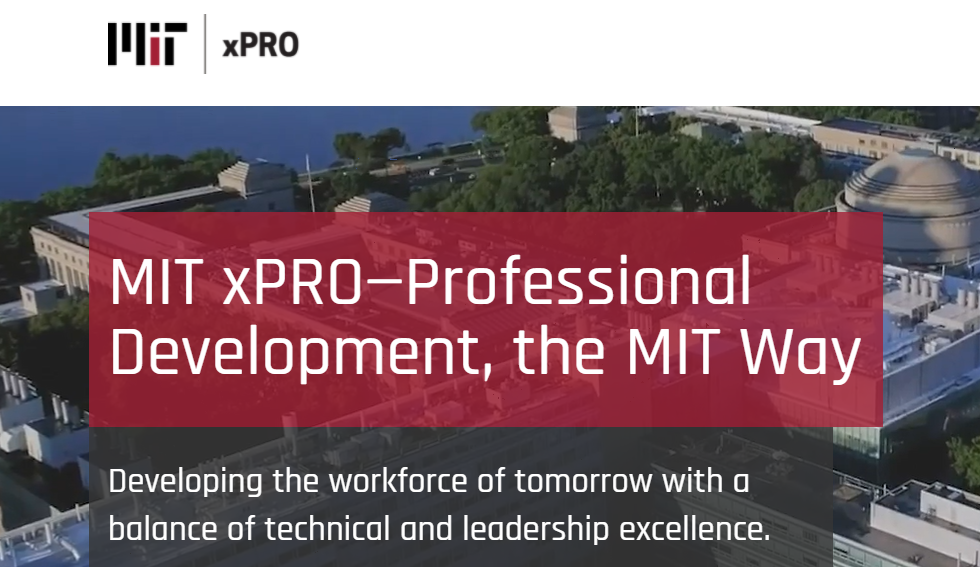 MIT xPRO
MIT xPRO—Professional
Development, the MIT Way
Developing the workforce of tomorrow with a
balance of technical and leadership excellence.